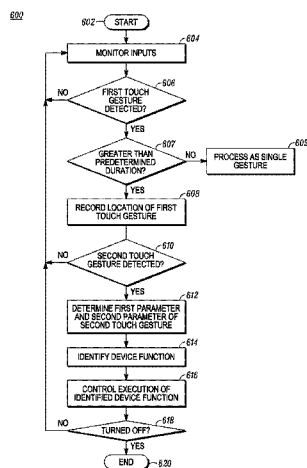 600
602
START
604
MONITOR INPUTS
606
NO
FIRST TOUCH
GESTURE
DETECTED?
YES
607
GREATER THAN
PREDETERMINED
DURATION?
NO
609
PROCESS AS SINGLE
GESTURE
YES
608
RECORD LOCATION OF FIRST
TOUCH GESTURE
610
NO
SECOND TOUCH
GESTURE DETECTED?
YES
612
DETERMINE FIRST PARAMETER
AND SECOND PARAMETER OF
SECOND TOUCH GESTURE
614
IDENTIFY DEVICE FUNCTION
616
CONTROL EXECUTION OF
IDENTIFIED DEVICE FUNCTION
618
NO
TURNED OFF?
YES
END
620